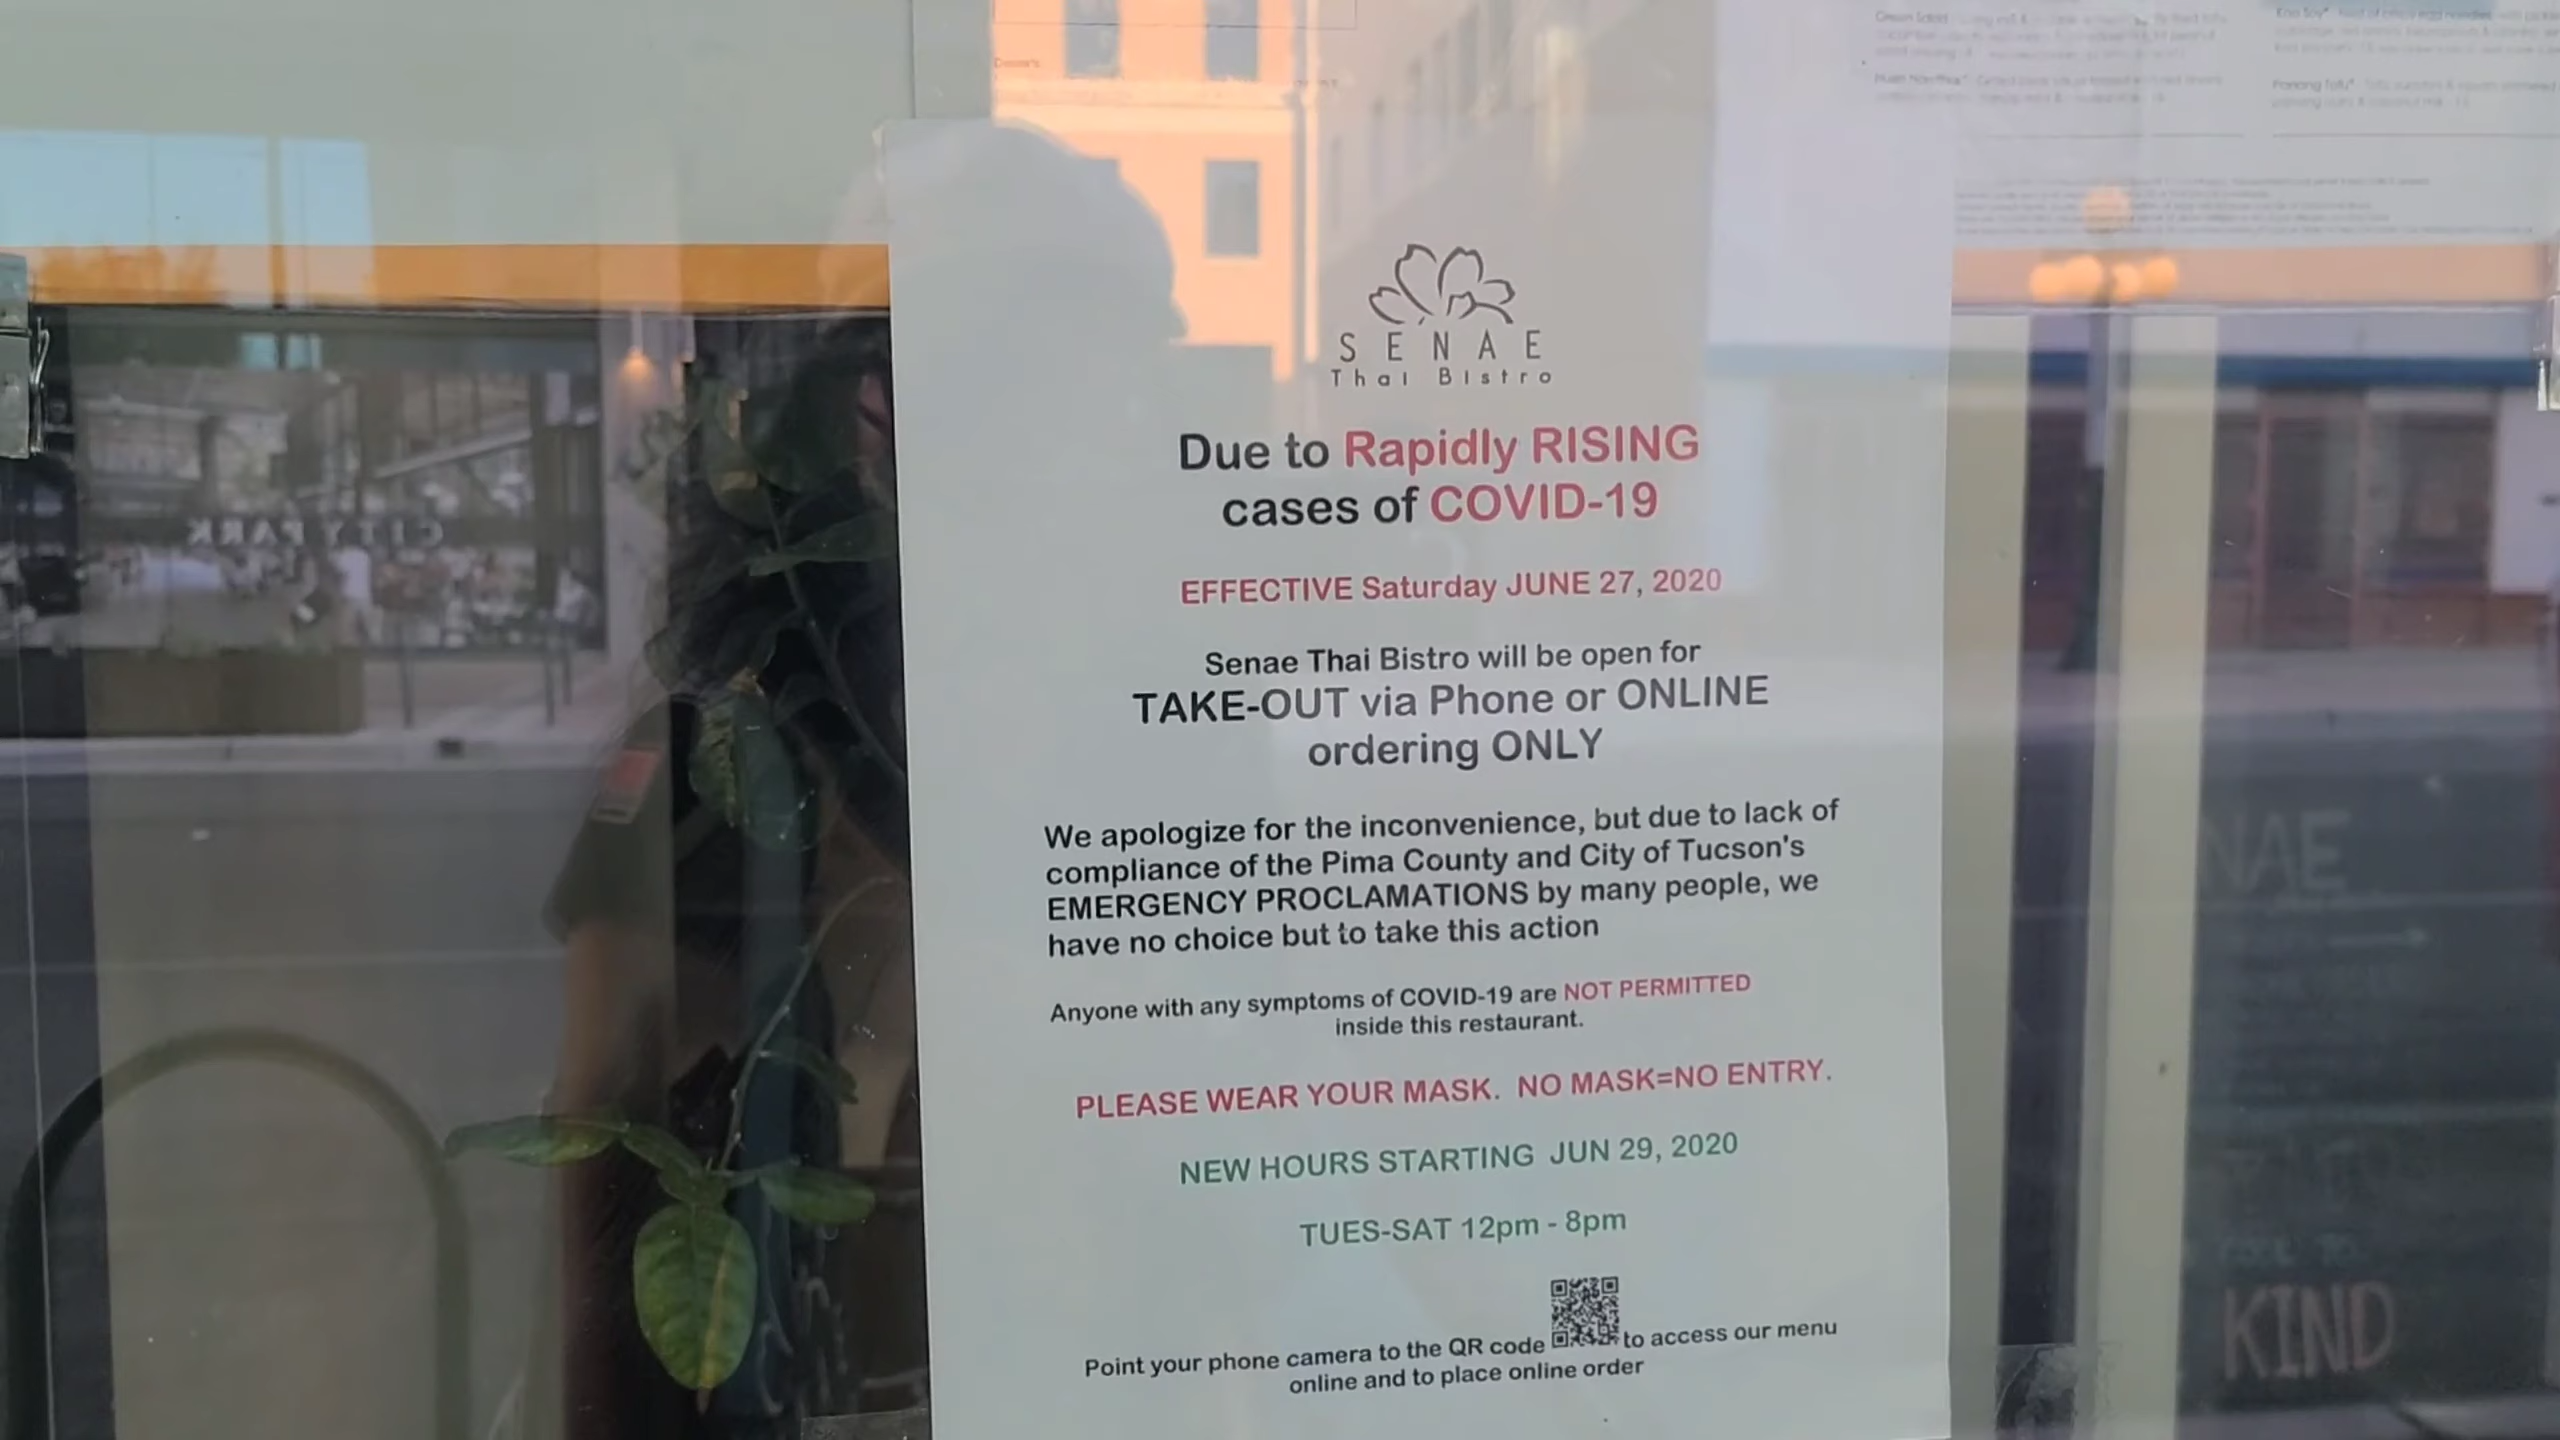 CITY PARK
SENAE
Thai Bistro
Due to Rapidly RISING
cases of COVID-19
EFFECTIVE Saturday JUNE 27, 2020
Senae Thai Bistro will be open for
TAKE-OUT via Phone or ONLINE
ordering ONLY
We apologize for the inconvenience, but due to lack of
compliance of the Pima County and City of Tucson's
EMERGENCY PROCLAMATIONS by many people, we
have no choice but to take this action
Anyone with any symptoms of COVID-19 are NOT PERMITTED
inside this restaurant.
PLEASE WEAR YOUR MASK. NO MASK=NO ENTRY.
NEW HOURS STARTING JUN 29, 2020
TUES-SAT 12pm - 8pm
Point your phone camera to the QR code to access our menu
online and to place online order
KIND